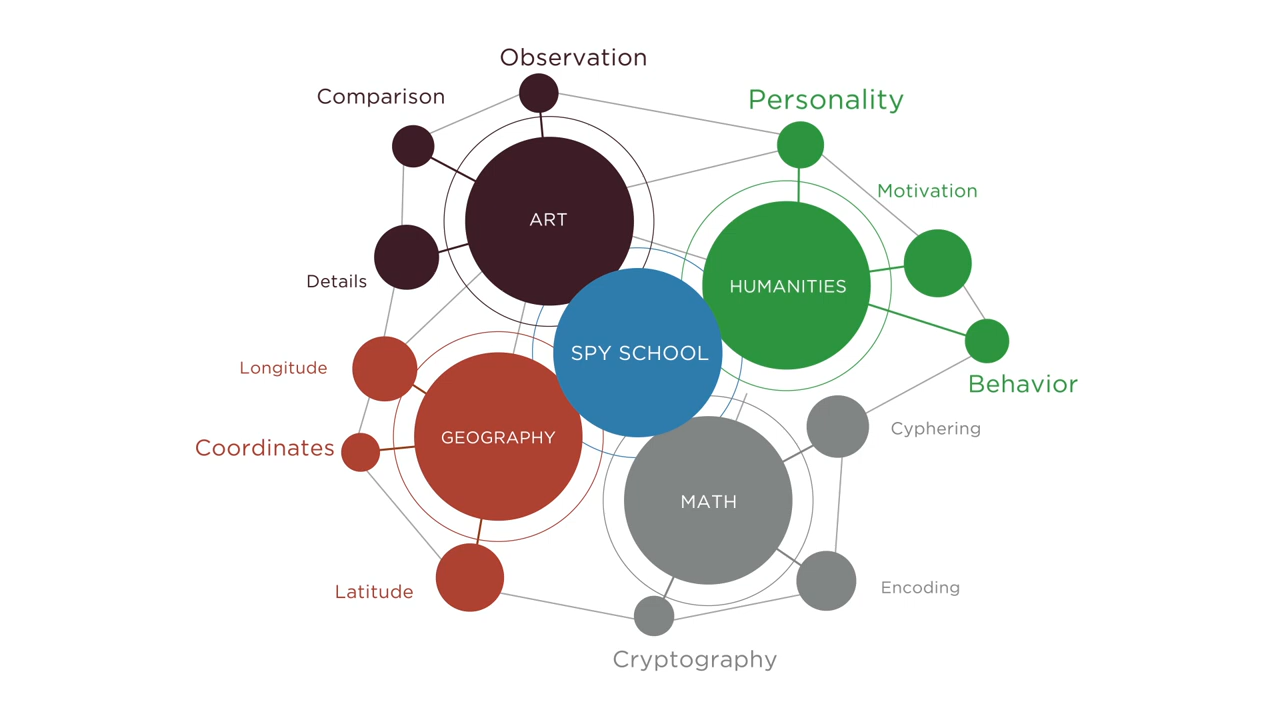 Observation
Comparison
Personality
Motivation
ART
Details
HUMANITIES
SPY SCHOOL
Longitude
Behavior
Cyphering
GEOGRAPHY
Coordinates
MATH
Latitude
Encoding
Cryptography